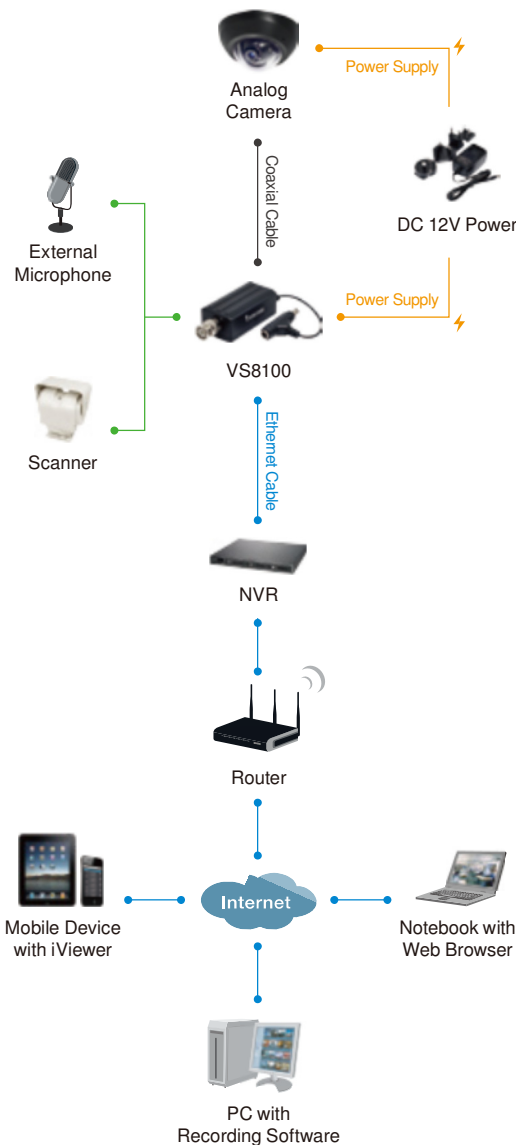 Power Supply
Analog
Camera
Coaxial Cable
DC 12V Power
External
Microphone
Power Supply
VS8100
Scanner
Ethernet Cable
NVR
Router
Internet
Mobile Device
with iViewer
Notebook with
Web Browser
PC with
Recording Software